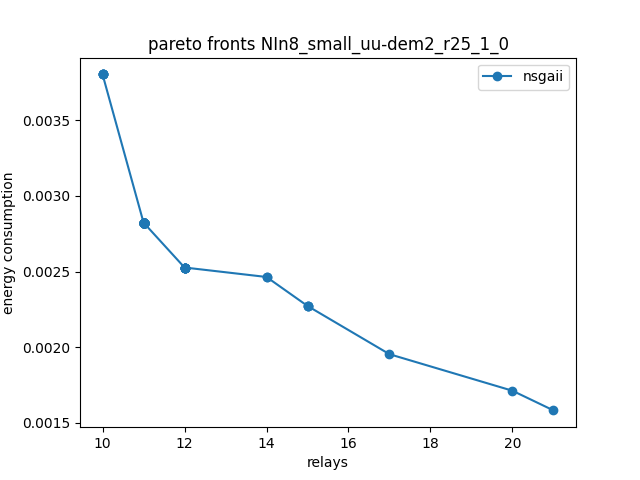 pareto fronts NIn8_small_uu-dem2_r25_1_0
nsgaii
energy consumption
0.0035
0.0030
0.0025
0.0020
0.0015
10 12 14 16 18 20
relays